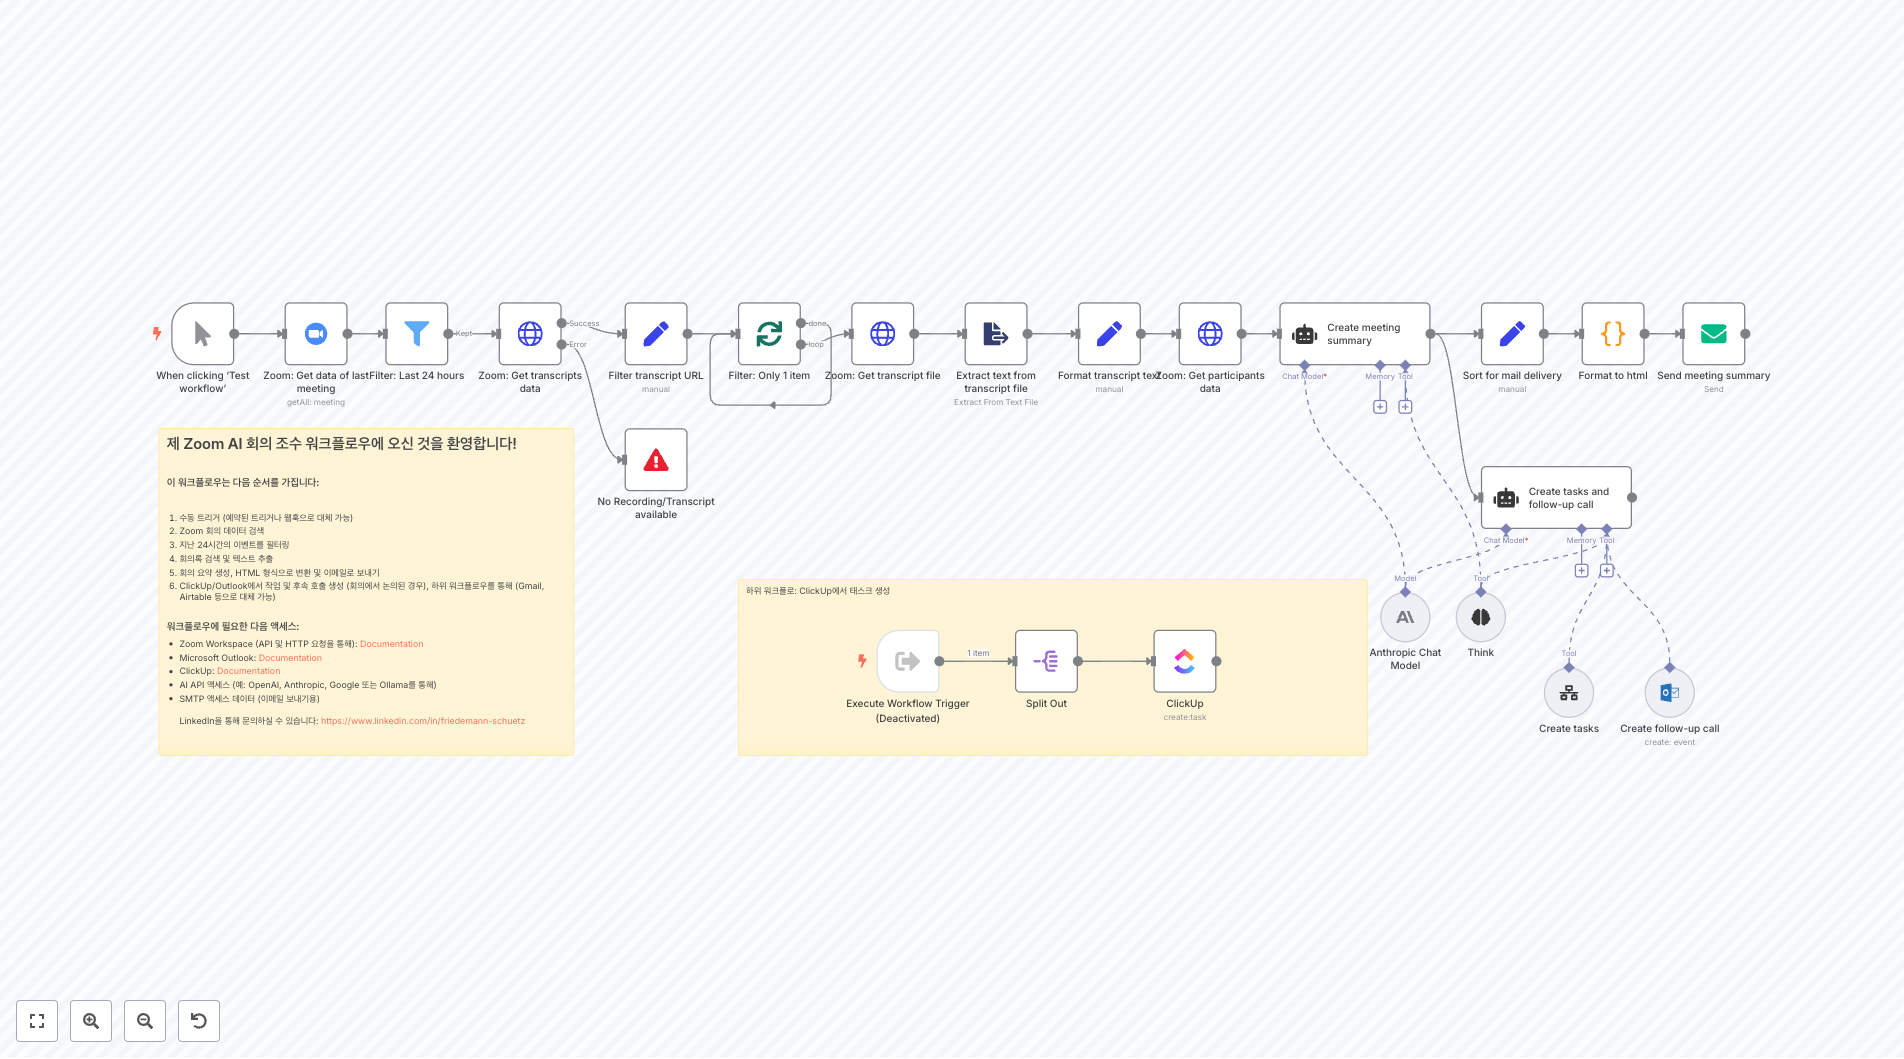 Kept
Success
Error
done
loop
When clicking ‘Test
workflow’
Zoom: Get data of last
meeting
getAll: meeting
Filter: Last 24 hours
Zoom: Get transcripts
data
Filter transcript URL
manual
Filter: Only 1 item
Zoom: Get transcript file
Extract text from
transcript file
Extract From Text File
Format transcript text
manual
Zoom: Get participants
data
Create meeting
summary
Chat Model*
Memory
Tool
Sort for mail delivery
manual
Format to html
Send meeting summary
Send
No Recording/Transcript
available
Create tasks and
follow-up call
Chat Model*
Memory
Tool
Model
Tool
Anthropic Chat
Model
Think
Tool
Create tasks
Create follow-up call
create: event
제 Zoom AI 회의 조수 워크플로우에 오신 것을 환영합니다!
이 워크플로우는 다음 순서를 가집니다:
1. 수동 트리거 (예약된 트리거나 웹훅으로 대체 가능)
2. Zoom 회의 데이터 검색
3. 지난 24시간의 이벤트를 필터링
4. 회의록 검색 및 텍스트 추출
5. 회의 요약 생성, HTML 형식으로 변환 및 이메일로 보내기
6. ClickUp/Outlook에서 작업 및 후속 호출 생성 (회의에서 논의된 경우), 하위 워크플로우를 통해 (Gmail,
Airtable 등으로 대체 가능)
워크플로우에 필요한 다음 액세스:
• Zoom Workspace (API 및 HTTP 요청을 통해): Documentation
• Microsoft Outlook: Documentation
• ClickUp: Documentation
• AI API 액세스 (예: OpenAI, Anthropic, Google 또는 Ollama를 통해)
• SMTP 액세스 데이터 (이메일 보내기용)
LinkedIn을 통해 문의하실 수 있습니다: https://www.linkedin.com/in/friedemann-schuetz
하위 워크플로: ClickUp에서 태스크 생성
1 item
Execute Workflow Trigger
(Deactivated)
Split Out
ClickUp
create:task